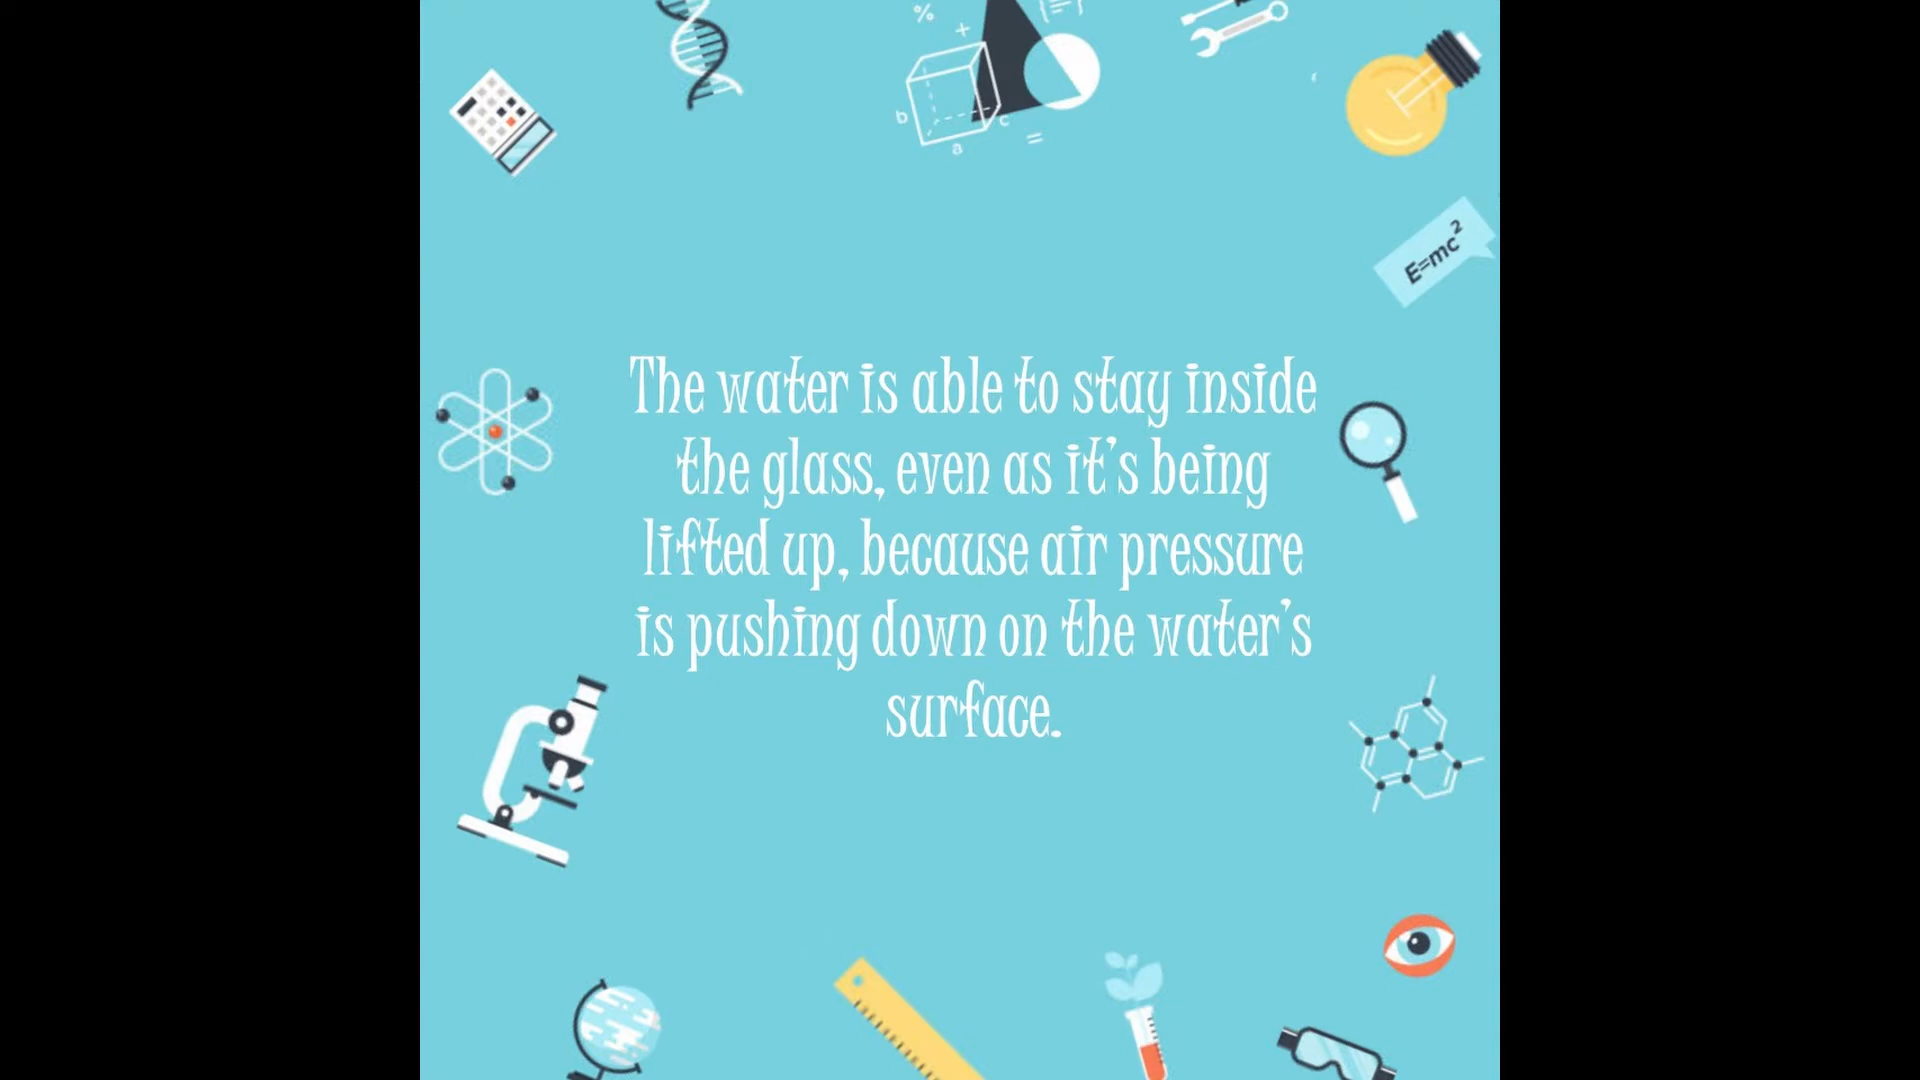 %
+
b
c
a
=
E=mc²
The water is able to stay inside
the glass, even as it's being
lifted up, because air pressure
is pushing down on the water's
surface.